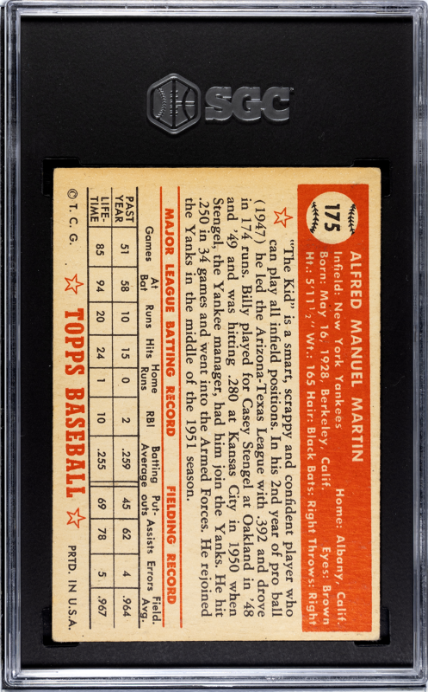 SGC
175
ALFRED MANUEL MARTIN
Infield: New York Yankees Home: Albany, Calif.
Born: May 16, 1928, Berkeley, Calif. Eyes: Brown
Ht.: 5'11½" Wt.: 165 Hair: Black Bats: Right Throws: Right
"The Kid" is a smart, scrappy and confident player who
can play all infield positions. In his 2nd year of pro ball
(1947) he led the Arizona-Texas League with .392 and drove
in 174 runs. Billy played for Casey Stengel at Oakland in '48
and '49 and was hitting .280 at Kansas City in 1950 when
Stengel, the Yankee manager, had him join the Yanks. He hit
.250 in 34 games and went into the Armed Forces. He rejoined
the Yanks in the middle of the 1951 season.
MAJOR LEAGUE BATTING RECORD FIELDING RECORD
Games At Bat Runs Hits Home Runs RBI Batting Average Put-outs Assists Errors Field. Avg.
PAST YEAR 51 58 10 15 0 2 .259 45 62 4 .964
LIFE-TIME 85 94 20 24 1 10 .255 69 78 5 .967
© T. C. G. TOPPS BASEBALL PRTD. IN U.S.A.